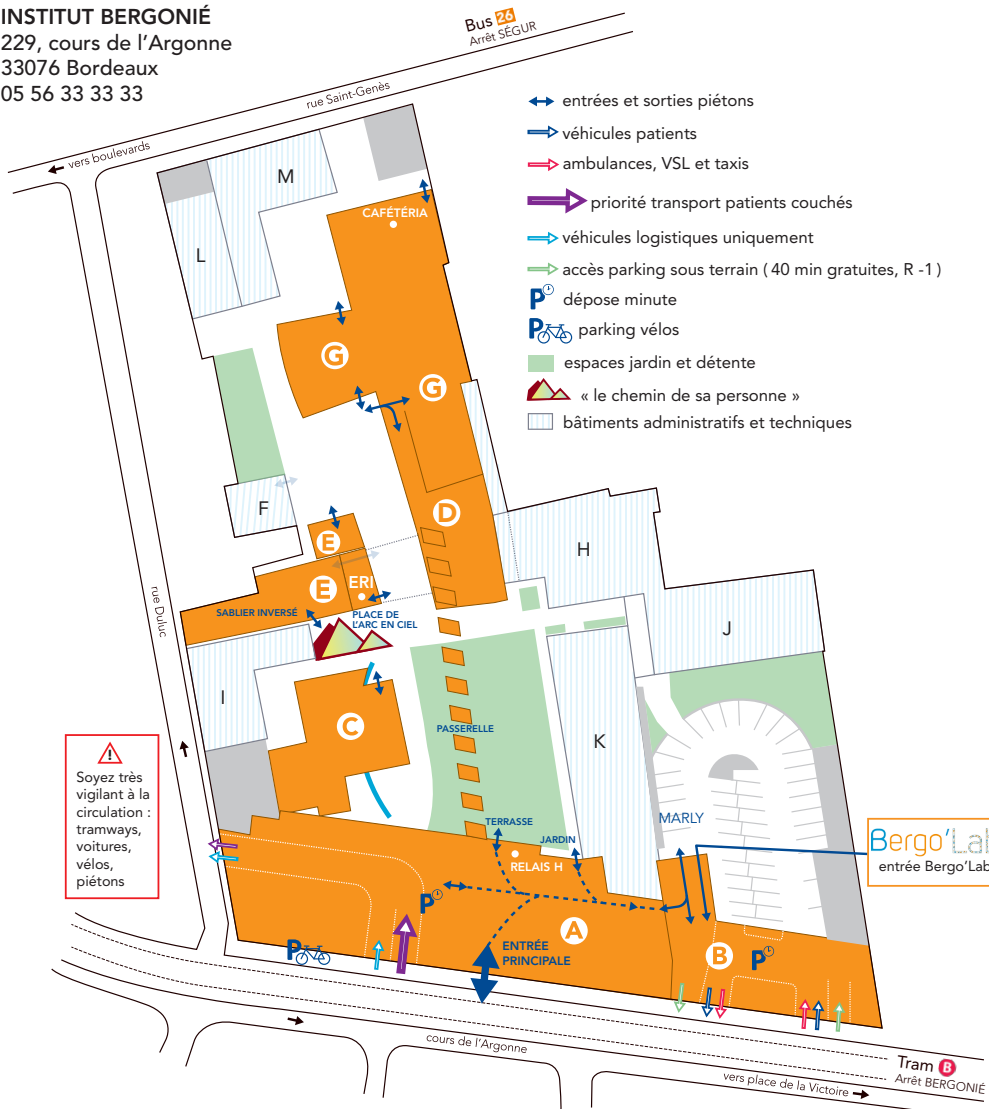 INSTITUT BERGONIÉ
229, cours de l'Argonne
33076 Bordeaux
05 56 33 33 33
Bus 26
Arrêt SÉGUR
rue Saint-Genès
vers boulevards
entrées et sorties piétons
véhicules patients
ambulances, VSL et taxis
priorité transport patients couchés
véhicules logistiques uniquement
accès parking sous terrain ( 40 min gratuites, R -1 )
P dépose minute
P parking vélos
espaces jardin et détente
« le chemin de sa personne »
bâtiments administratifs et techniques
M
L
CAFÉTÉRIA
G
G
F
D
E
E
ERI
H
J
SABLIER INVERSÉ
PLACE DE
L'ARC EN CIEL
rue Duluc
I
C
PASSERELLE
K
Soyez très
vigilant à la
circulation :
tramways,
voitures,
vélos,
piétons
TERRASSE
JARDIN
MARLY
RELAIS H
Bergo'Lab
entrée Bergo'Lab
P
A
B
P
P
ENTRÉE
PRINCIPALE
cours de l'Argonne
vers place de la Victoire
Tram B
Arrêt BERGONIÉ